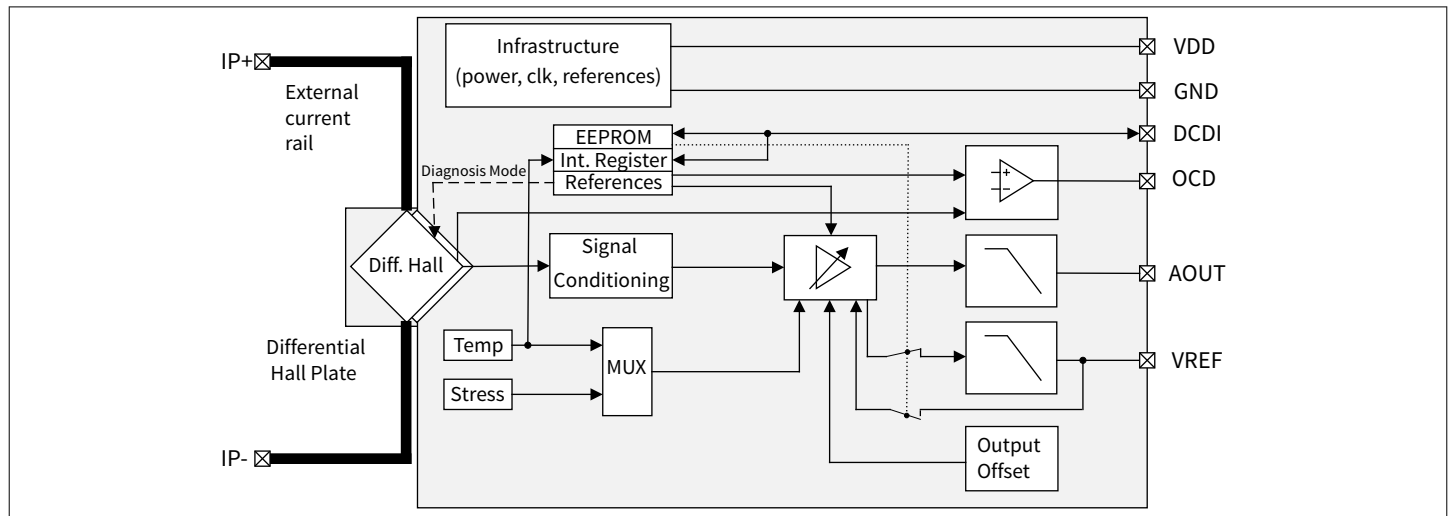 Infrastructure
(power, clk, references)
VDD
GND
DCDI
OCD
AOUT
VREF
IP+
External
current
rail
EEPROM
Int. Register
References
Diagnosis Mode
Diff. Hall
Signal
Conditioning
+
Differential
Hall Plate
Temp
Stress
MUX
Output
Offset
IP-